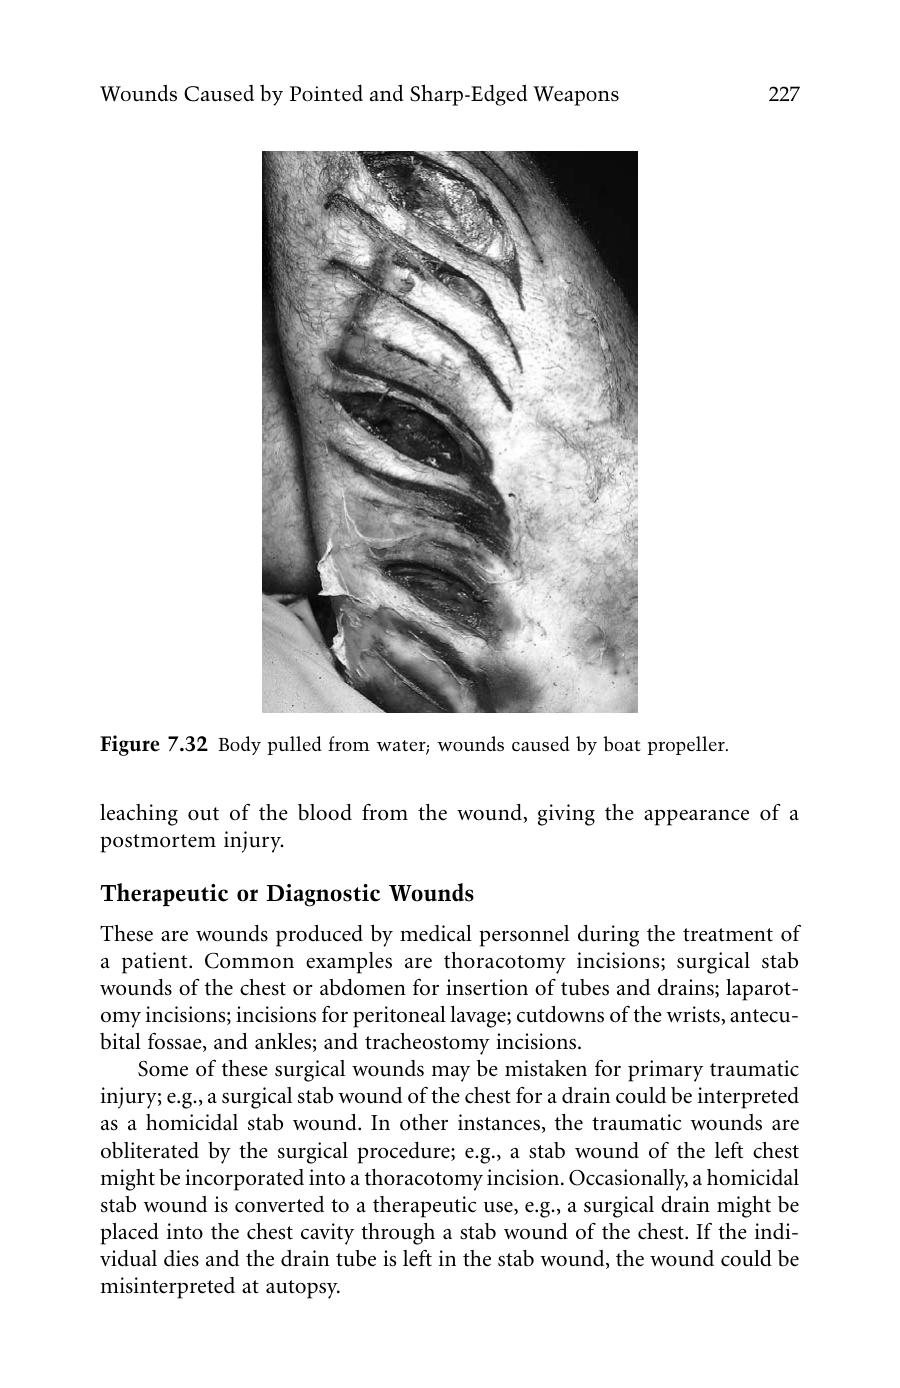 Wounds Caused by Pointed and Sharp-Edged Weapons 227
Figure 7.32 Body pulled from water; wounds caused by boat propeller.
leaching out of the blood from the wound, giving the appearance of a
postmortem injury.
Therapeutic or Diagnostic Wounds
These are wounds produced by medical personnel during the treatment of
a patient. Common examples are thoracotomy incisions; surgical stab
wounds of the chest or abdomen for insertion of tubes and drains; laparot-
omy incisions; incisions for peritoneal lavage; cutdowns of the wrists, antecu-
bital fossae, and ankles; and tracheostomy incisions.
Some of these surgical wounds may be mistaken for primary traumatic
injury; e.g., a surgical stab wound of the chest for a drain could be interpreted
as a homicidal stab wound. In other instances, the traumatic wounds are
obliterated by the surgical procedure; e.g., a stab wound of the left chest
might be incorporated into a thoracotomy incision. Occasionally, a homicidal
stab wound is converted to a therapeutic use, e.g., a surgical drain might be
placed into the chest cavity through a stab wound of the chest. If the indi-
vidual dies and the drain tube is left in the stab wound, the wound could be
misinterpreted at autopsy.